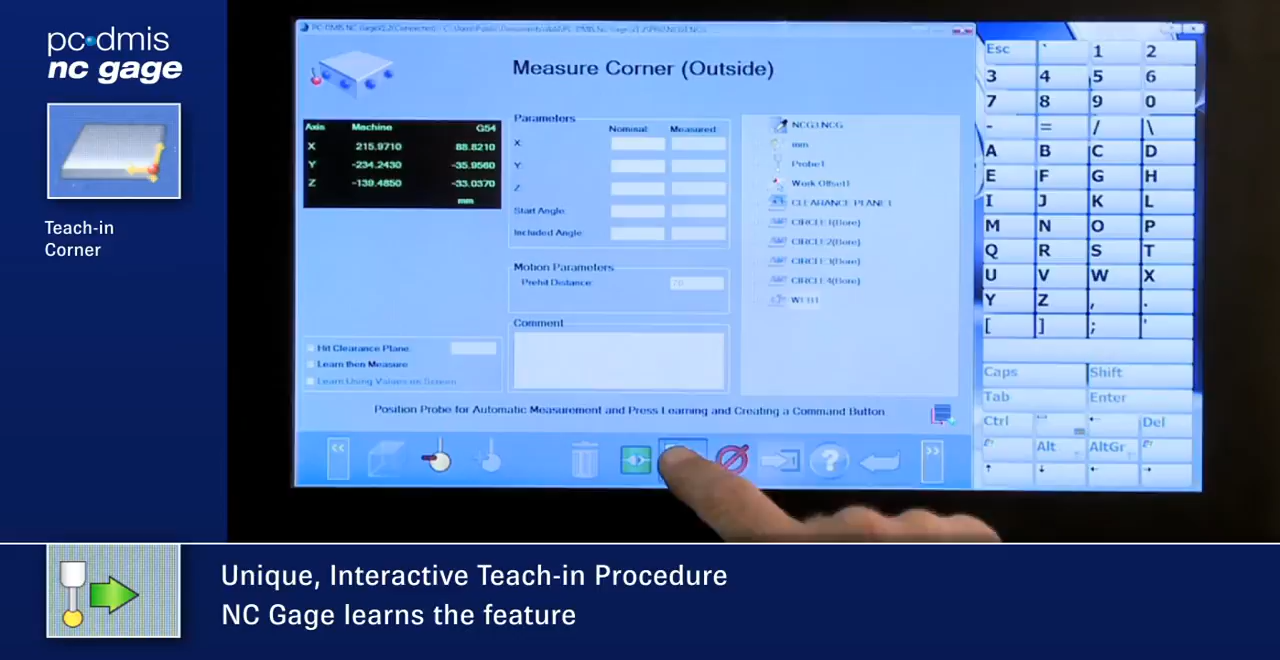 pc dmis
nc gage
Teach-in
Corner
Measure Corner (Outside)
Axis Machine G54
X 215.9710 88.8210
Y -234.2430 -35.9560
Z -139.4850 -33.0370
mm
Parameters
Nominal: Measured:
X:
Y:
Z:
Start Angle:
Included Angle:
Motion Parameters
Prehit Distance:
Comment
Hit Clearance Plane:
Learn then Measure
Learn Using Values on Screen
NCG3.NCG
mm
Probe1
Work Offset1
CLEARANCE PLANE1
CIRCLE1(Bore)
CIRCLE2(Bore)
CIRCLE3(Bore)
CIRCLE4(Bore)
WEB1
Position Probe for Automatic Measurement and Press Learning and Creating a Command Button
<< 1 ? >>
Esc ` 1 2
3 4 5 6
7 8 9 0
- = / \
A B C D
E F G H
I J K L
M N O P
Q R S T
U V W X
Y Z , .
[ ] ; '
Caps Shift
Tab Enter
Ctrl Del
Alt AltGr
Unique, Interactive Teach-in Procedure
NC Gage learns the feature